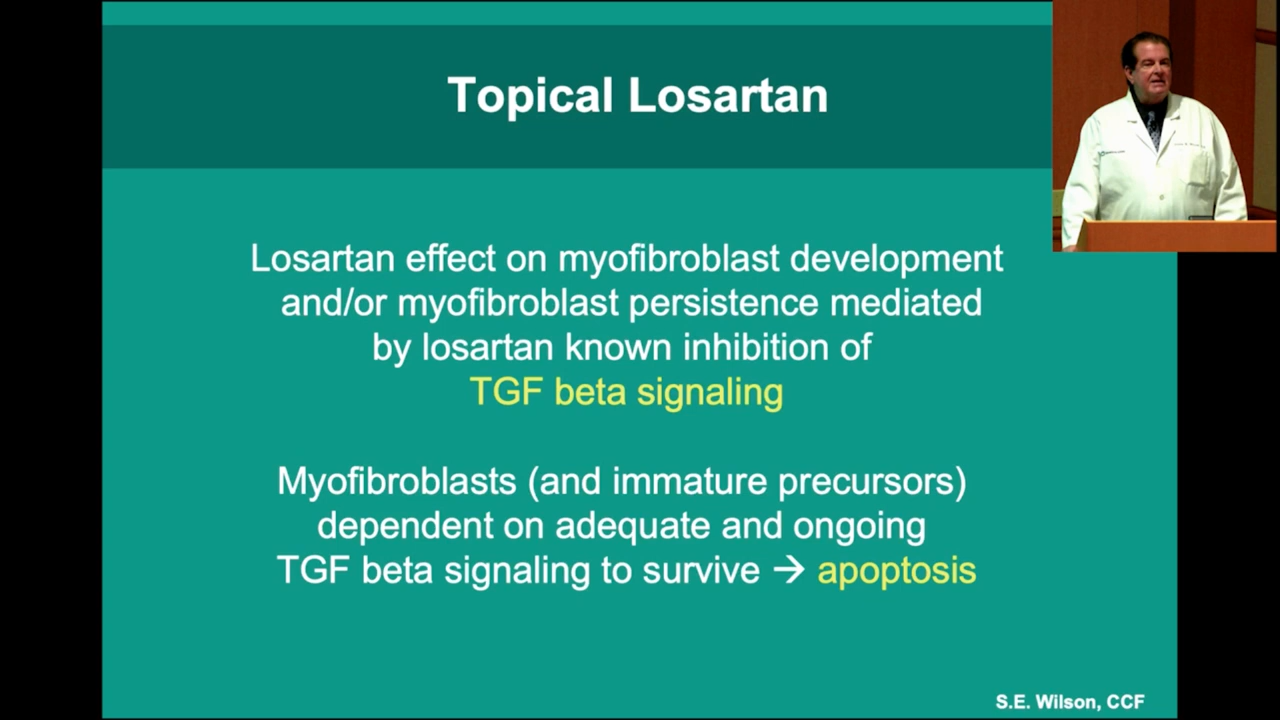 Topical Losartan
Losartan effect on myofibroblast development
and/or myofibroblast persistence mediated
by losartan known inhibition of
TGF beta signaling
Myofibroblasts (and immature precursors)
dependent on adequate and ongoing
TGF beta signaling to survive → apoptosis
S.E. Wilson, CCF